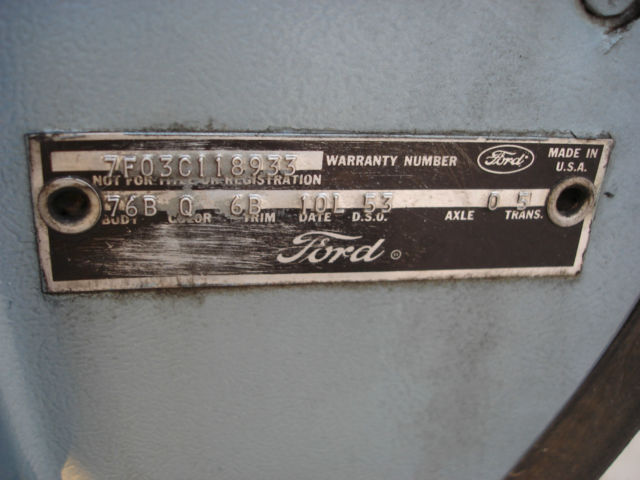 7F03C118933 WARRANTY NUMBER Ford MADE IN U.S.A.
NOT FOR TITLE OR REGISTRATION
76B Q 6B 10L 53 0 5
BODY COLOR TRIM DATE D.S.O. AXLE TRANS.
Ford ©